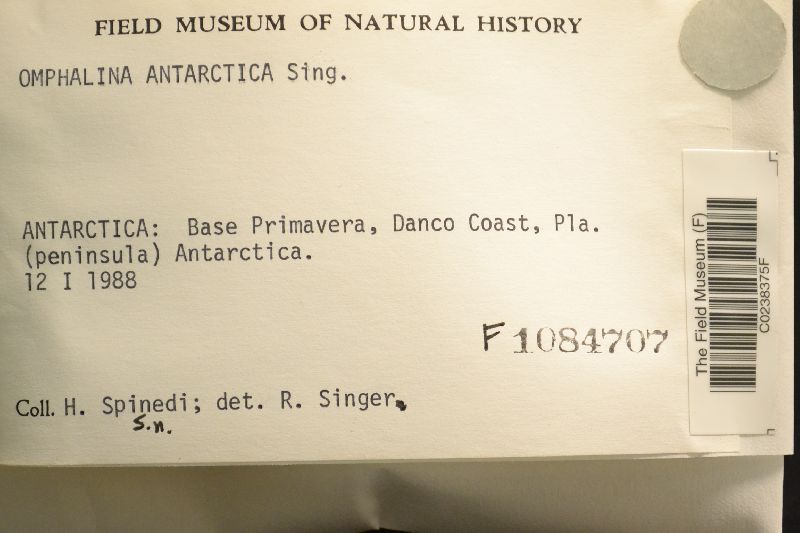 FIELD MUSEUM OF NATURAL HISTORY
OMPHALINA ANTARCTICA Sing.
ANTARCTICA: Base Primavera, Danco Coast, Pla.
(peninsula) Antarctica.
12 I 1988
F 1084707
Coll. H. Spinedi; det. R. Singer.
s.n.
The Field Museum (F)
C0238375F